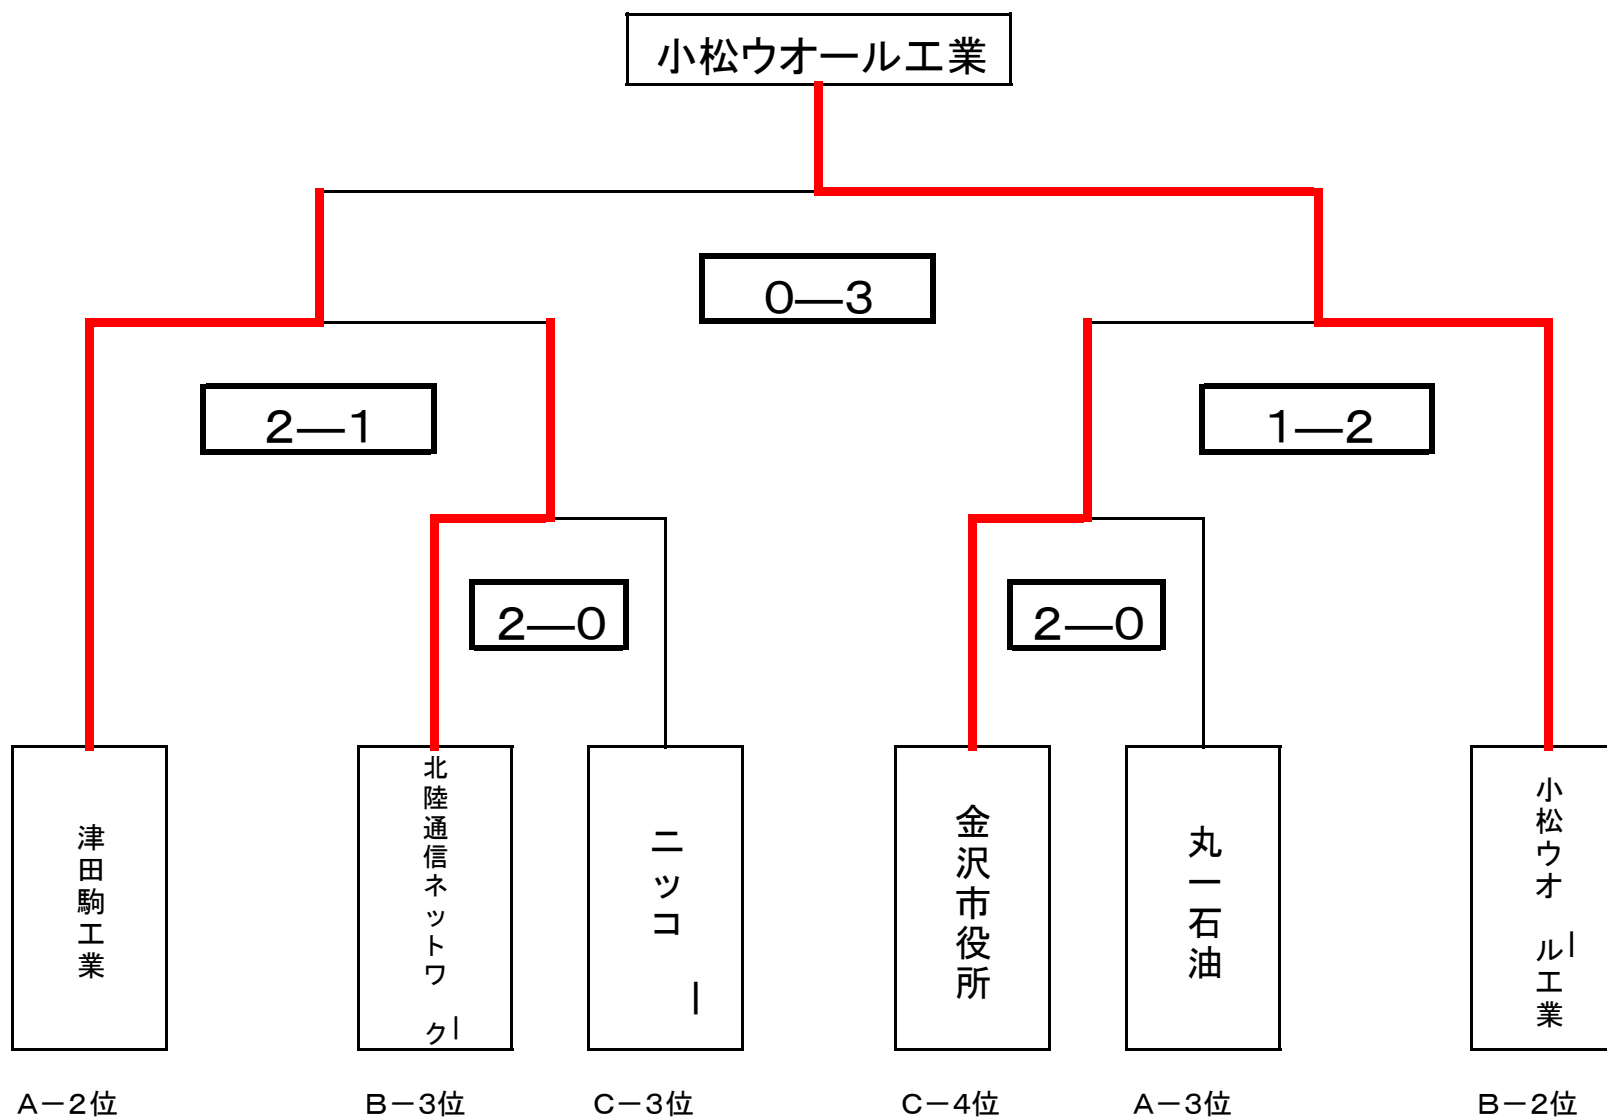 小松ウオール工業
0―3
2―1
1―2
2―0
2―0
津田駒工業
北陸通信ネットワーク
ニッコー
金沢市役所
丸一石油
小松ウオール工業
A－2位
B－3位
C－3位
C－4位
A－3位
B－2位